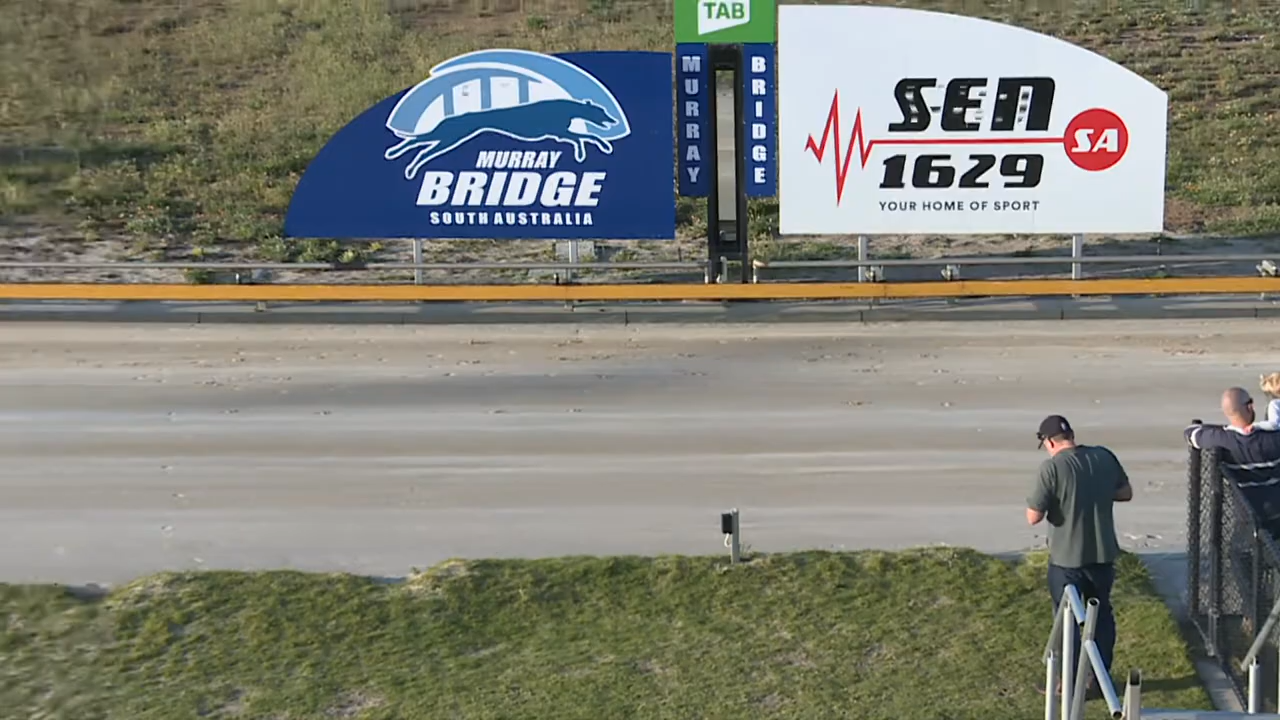 TAB
MURRAY
BRIDGE
MURRAY
BRIDGE
SOUTH AUSTRALIA
SEN
SA
1629
YOUR HOME OF SPORT